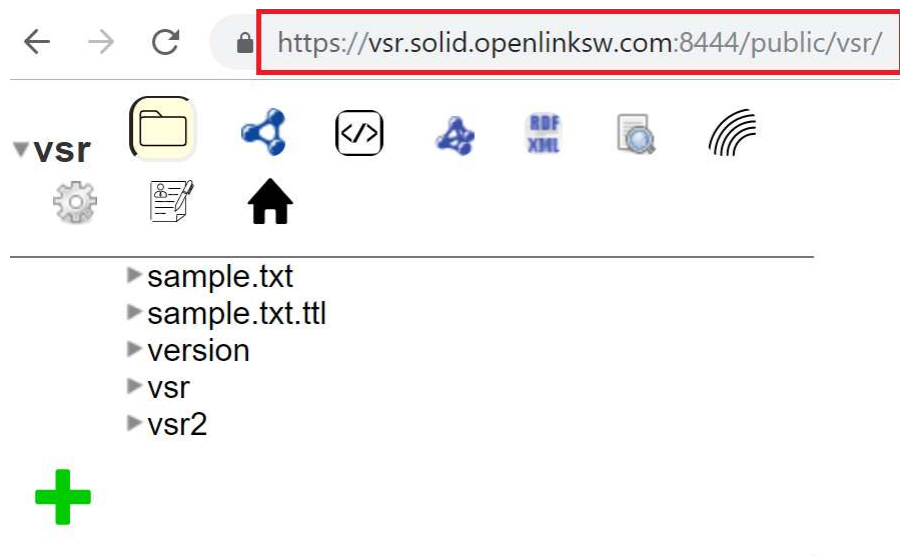 https://vsr.solid.openlinksw.com:8444/public/vsr/
vsr
</>
RDF
XML
sample.txt
sample.txt.ttl
version
vsr
vsr2